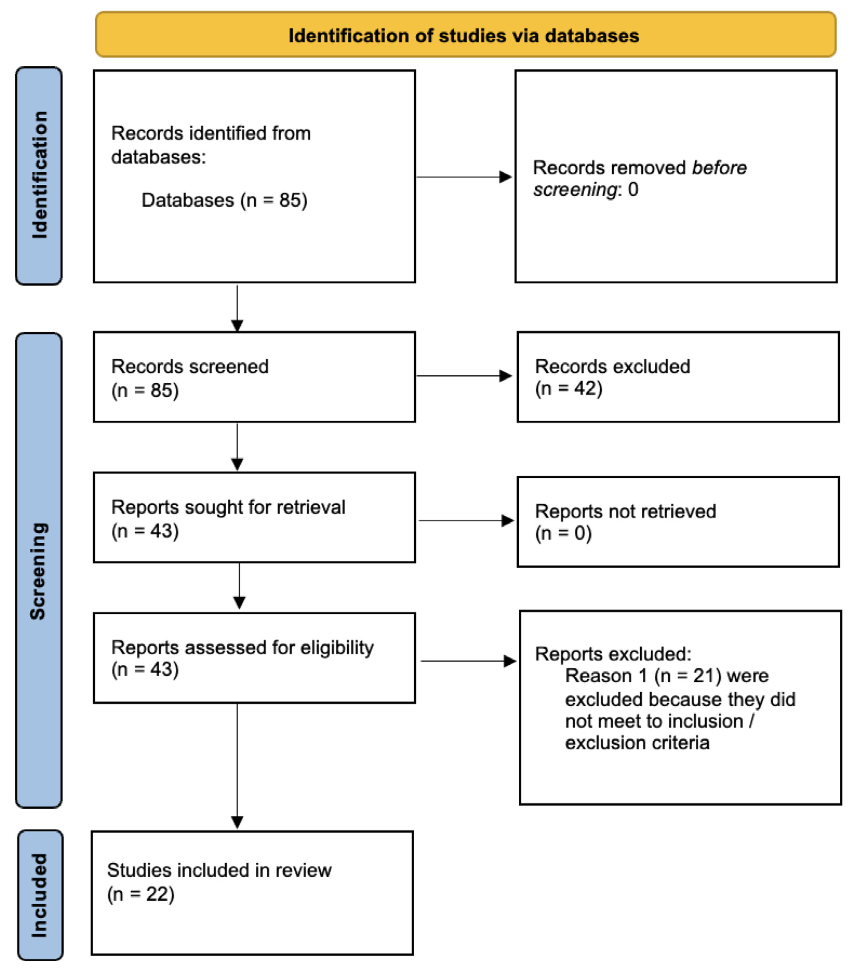 Identification of studies via databases
Identification
Records identified from
databases:
Databases (n = 85)
Records removed before
screening: 0
Screening
Records screened
(n = 85)
Records excluded
(n = 42)
Reports sought for retrieval
(n = 43)
Reports not retrieved
(n = 0)
Reports assessed for eligibility
(n = 43)
Reports excluded:
Reason 1 (n = 21) were
excluded because they did
not meet to inclusion /
exclusion criteria
Included
Studies included in review
(n = 22)